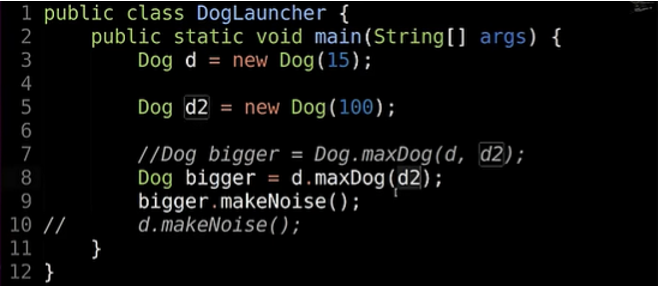 1 public class DogLauncher {
2     public static void main(String[] args) {
3         Dog d = new Dog(15);
4
5         Dog d2 = new Dog(100);
6
7         //Dog bigger = Dog.maxDog(d, d2);
8         Dog bigger = d.maxDog(d2);
9         bigger.makeNoise();
10 //      d.makeNoise();
11     }
12 }